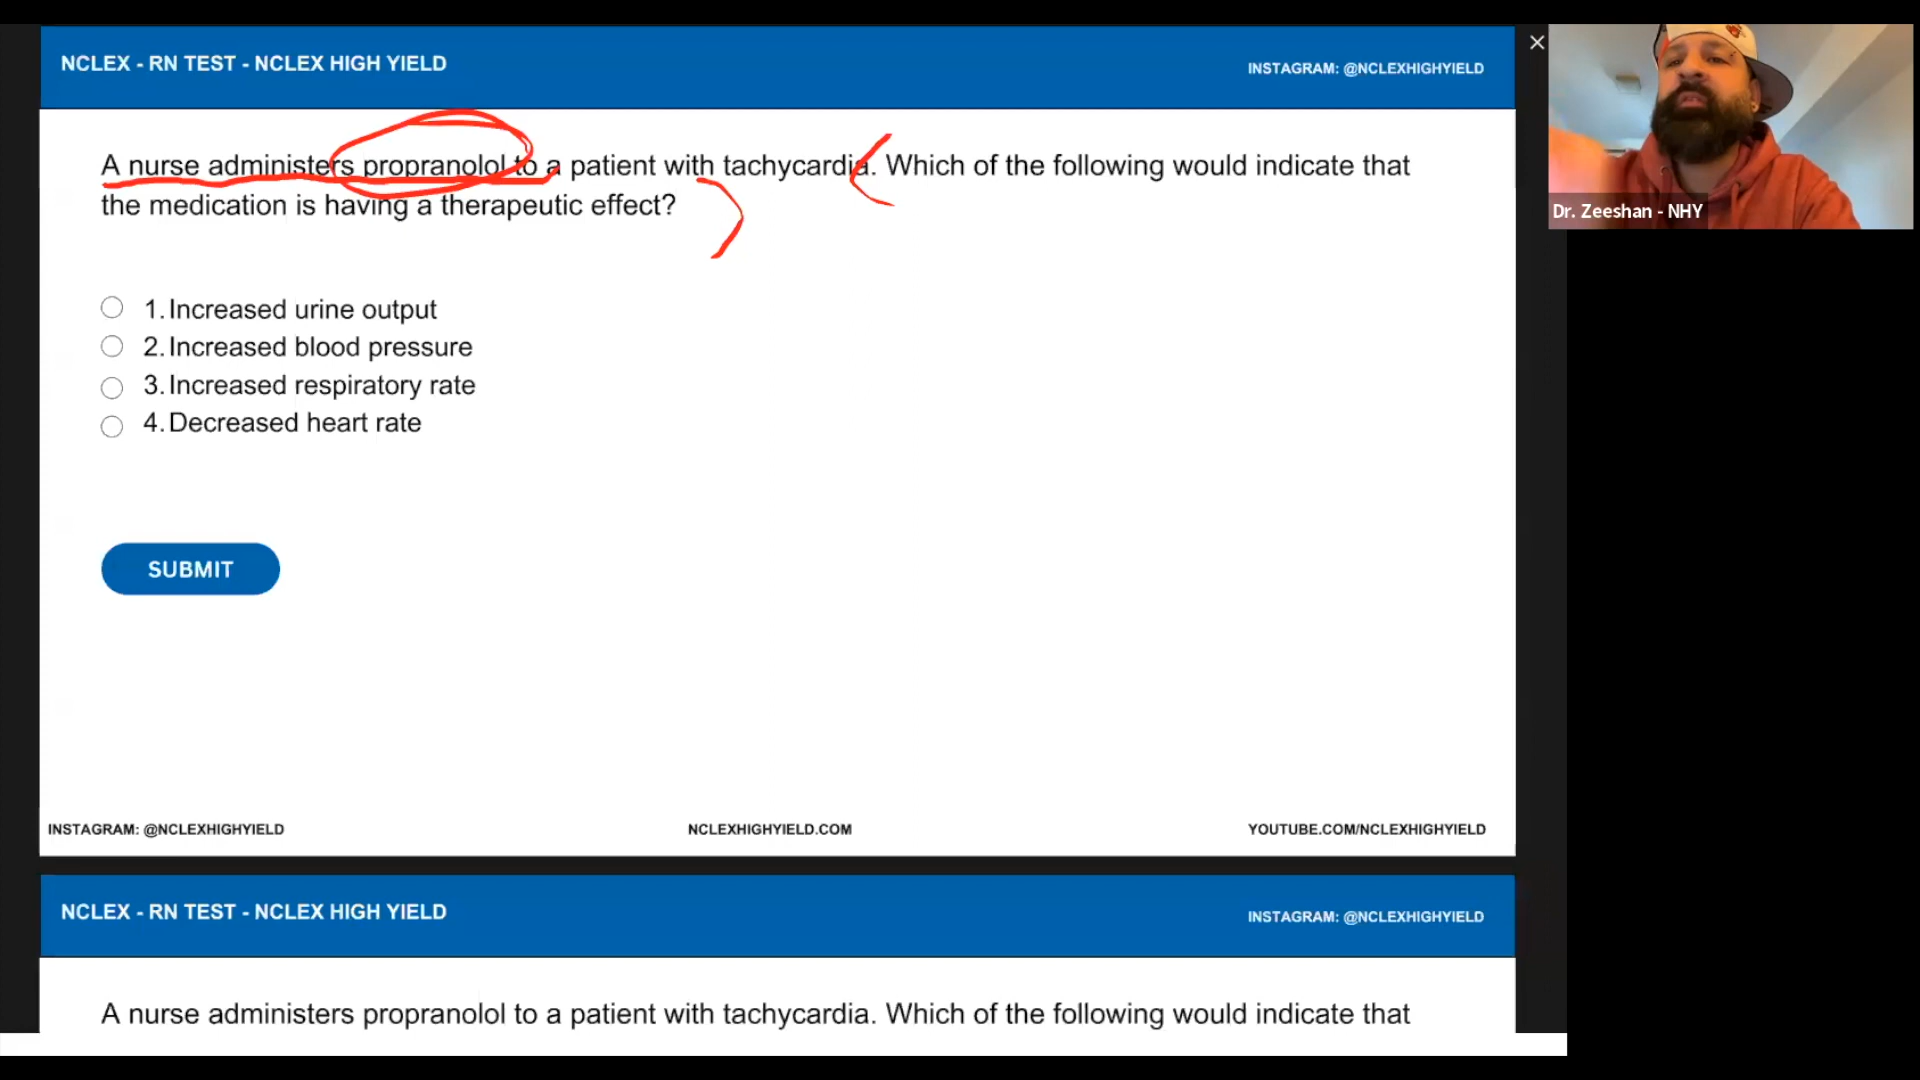 NCLEX - RN TEST - NCLEX HIGH YIELD
INSTAGRAM: @NCLEXHIGHYIELD
A nurse administers propranolol to a patient with tachycardia. Which of the following would indicate that
the medication is having a therapeutic effect?
1. Increased urine output
2. Increased blood pressure
3. Increased respiratory rate
4. Decreased heart rate
SUBMIT
INSTAGRAM: @NCLEXHIGHYIELD
NCLEXHIGHYIELD.COM
YOUTUBE.COM/NCLEXHIGHYIELD
NCLEX - RN TEST - NCLEX HIGH YIELD
INSTAGRAM: @NCLEXHIGHYIELD
A nurse administers propranolol to a patient with tachycardia. Which of the following would indicate that
Dr. Zeeshan - NHY